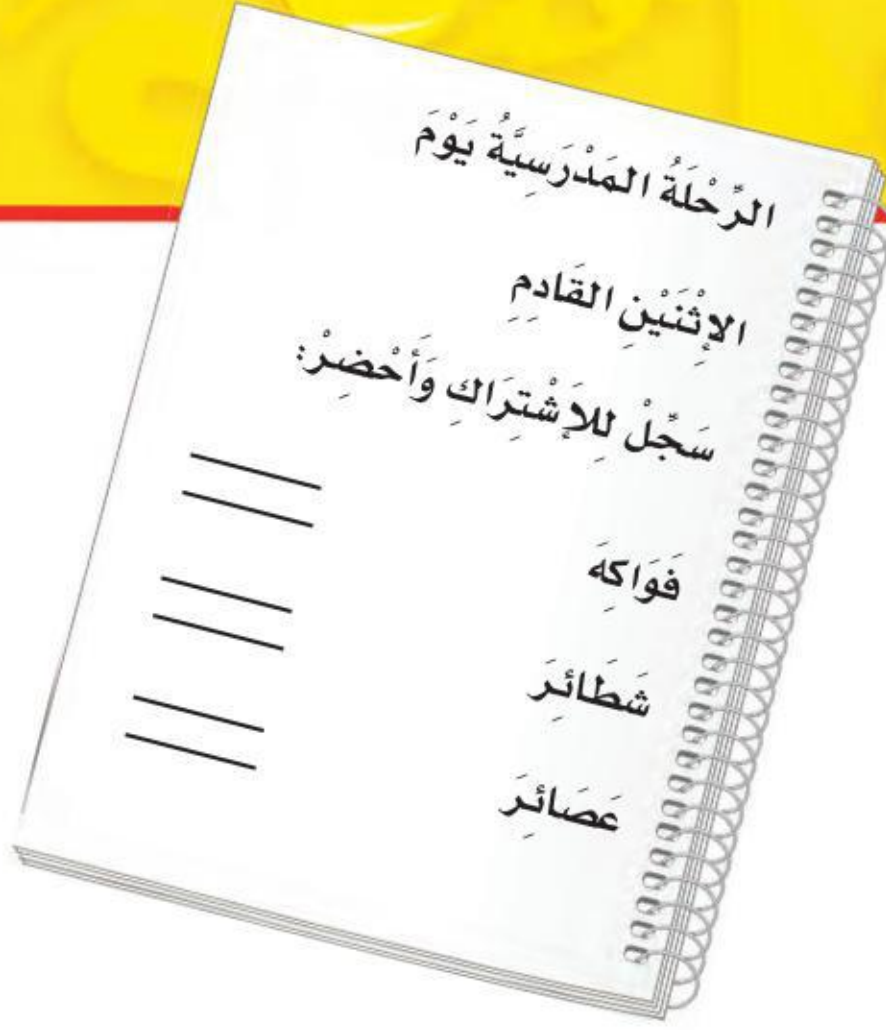 الرِّحْلَةُ المَدْرَسِيَّةُ يَوْمَ
الإِثْنَيْنِ القَادِمِ
سَجِّلْ لِلاِشْتِرَاكِ وَأَحْضِرْ:
فَوَاكِهَ
شَطَائِرَ
عَصَائِرَ